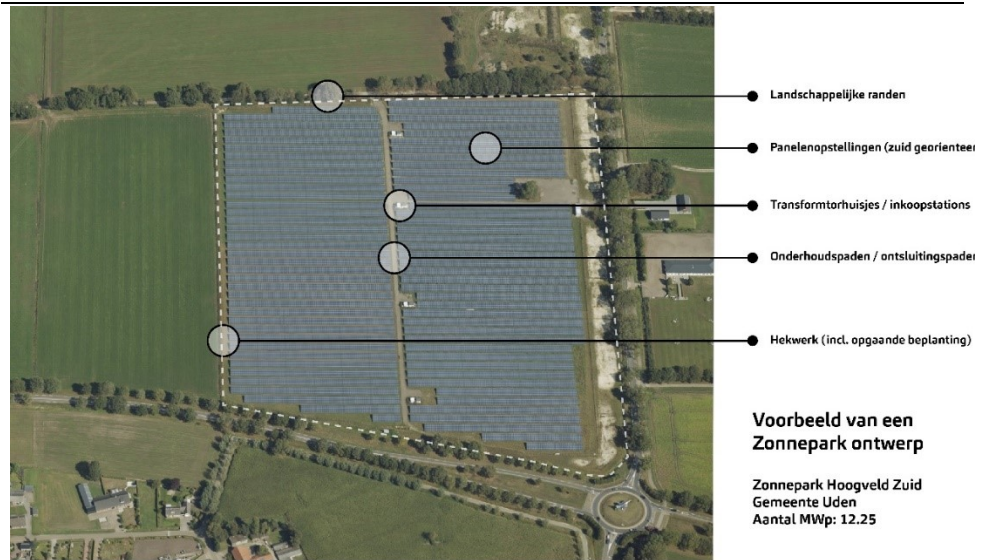 Landschappelijke randen
Panelenopstellingen (zuid georienteer
Transformtorhuisjes / inkoopstations
Onderhoudspaden / ontsluitingspaden
Hekwerk (incl. opgaande beplanting)
Voorbeeld van een
Zonnepark ontwerp
Zonnepark Hoogveld Zuid
Gemeente Uden
Aantal MWp: 12.25